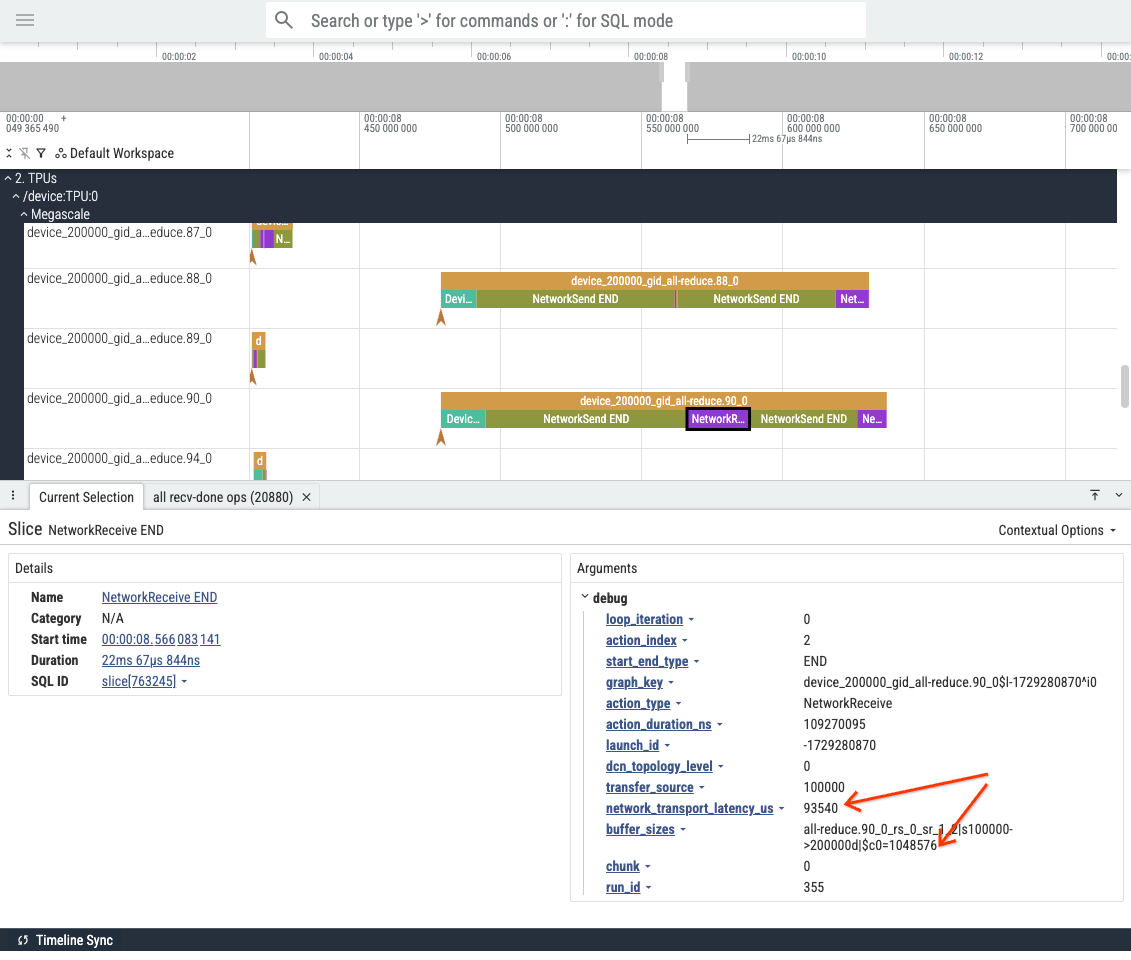 Search or type '>' for commands or ':' for SQL mode
00:00:02
00:00:04
00:00:06
00:00:08
00:00:10
00:00:12
00:00:
00:00:00 +
049 365 490
00:00:08
450 000 000
00:00:08
500 000 000
00:00:08
550 000 000
00:00:08
600 000 000
00:00:08
650 000 000
00:00:08
700 000 00
22ms 67µs 844ns
Default Workspace
2. TPUs
/device:TPU:0
Megascale
device_200000_gid_a…educe.87_0
N…
device_200000_gid_a…educe.88_0
device_200000_gid_all-reduce.88_0
Devi…
NetworkSend END
NetworkSend END
Net…
device_200000_gid_a…educe.89_0
d
device_200000_gid_a…educe.90_0
device_200000_gid_all-reduce.90_0
Devic…
NetworkSend END
NetworkR…
NetworkSend END
Ne…
device_200000_gid_a…educe.94_0
d
Current Selection
all recv-done ops (20880)
Slice NetworkReceive END
Contextual Options
Details
Name NetworkReceive END
Category N/A
Start time 00:00:08.566 083 141
Duration 22ms 67µs 844ns
SQL ID slice[763245]
Arguments
debug
loop_iteration 0
action_index 2
start_end_type END
graph_key device_200000_gid_all-reduce.90_0$l-1729280870^i0
action_type NetworkReceive
action_duration_ns 109270095
launch_id -1729280870
dcn_topology_level 0
transfer_source 100000
network_transport_latency_us 93540
buffer_sizes all-reduce.90_0_rs_0_sr_1_2|s100000-
>200000d|$c0=1048576
chunk 0
run_id 355
Timeline Sync